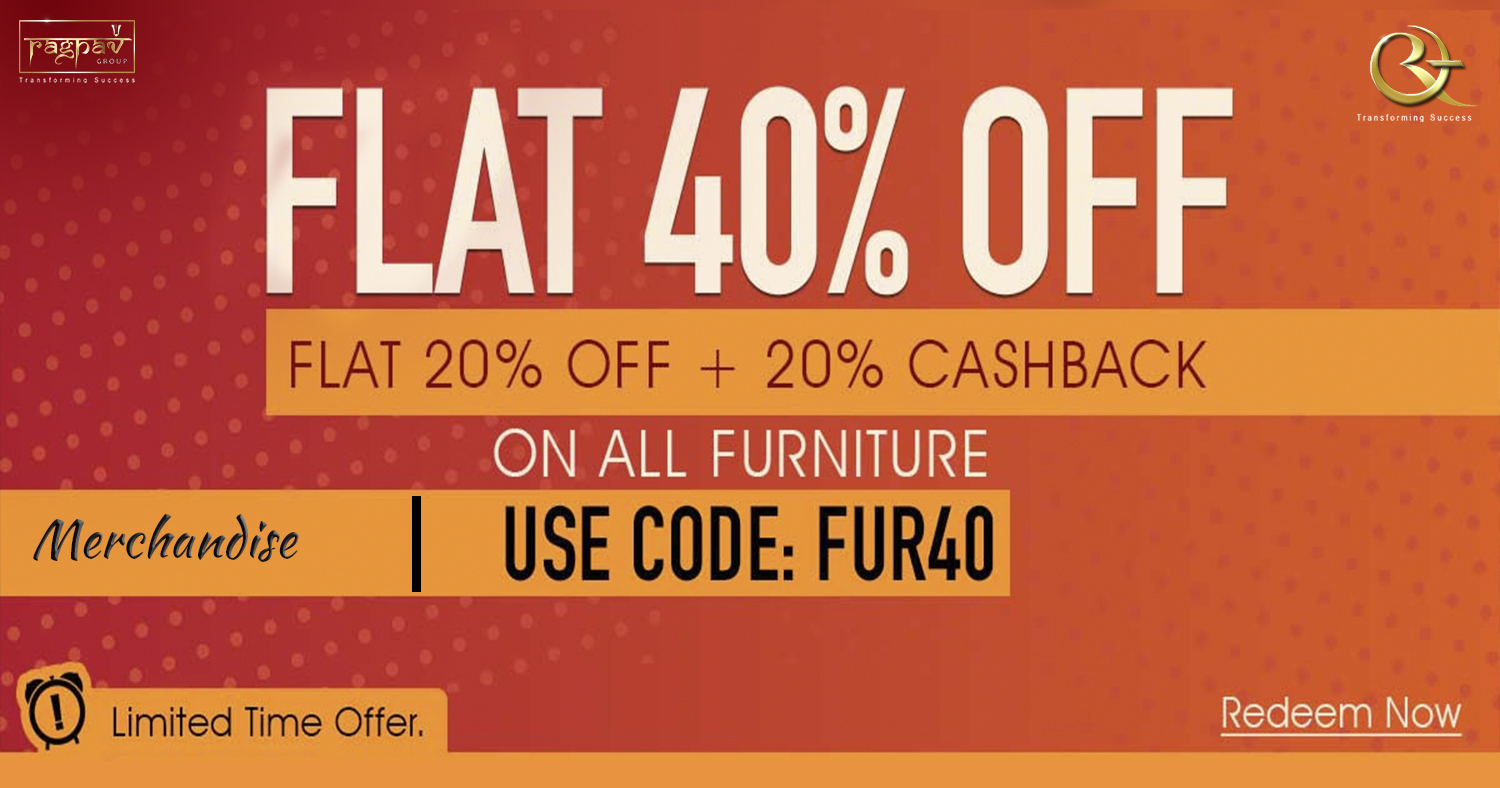 ragpav
GROUP
Transforming Success
Transforming Success
FLAT 40% OFF
FLAT 20% OFF + 20% CASHBACK
ON ALL FURNITURE
Merchandise
USE CODE: FUR40
Limited Time Offer.
Redeem Now